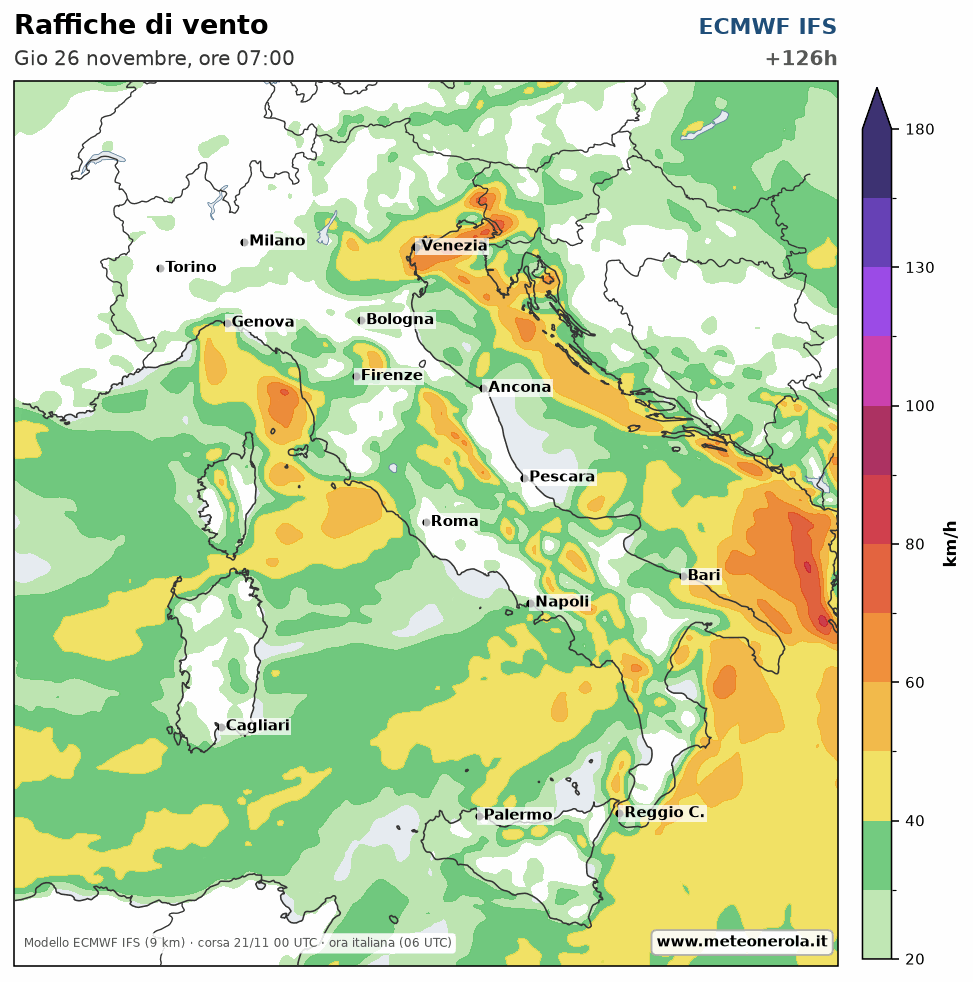 Raffiche di vento
ECMWF IFS
Gio 26 novembre, ore 07:00
+126h
180
Venezia
Milano
Torino
130
Genova
Bologna
Firenze
Ancona
100
Pescara
Roma
80
km/h
Bari
Napoli
60
Cagliari
Palermo
Reggio C.
40
Modello ECMWF IFS (9 km) · corsa 21/11 00 UTC · ora italiana (06 UTC)
www.meteonerola.it
20